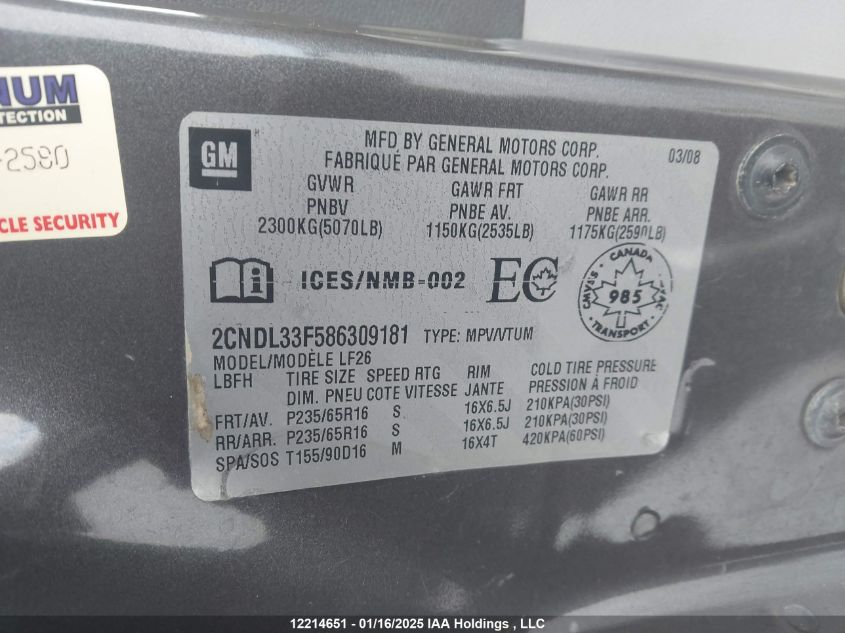 NUM
TECTION
-2580
CLE SECURITY
GM
MFD BY GENERAL MOTORS CORP.
FABRIQUÉ PAR GENERAL MOTORS CORP.
03/08
GVWR GAWR FRT GAWR RR
PNBV PNBE AV. PNBE ARR.
2300KG(5070LB) 1150KG(2535LB) 1175KG(2590LB)
i ICES/NMB-002 EC
CANADA
985
TRANSPORT
2CNDL33F586309181 TYPE: MPV/VTUM
MODEL/MODÈLE LF26
LBFH TIRE SIZE SPEED RTG RIM COLD TIRE PRESSURE
DIM. PNEU COTE VITESSE JANTE PRESSION À FROID
FRT/AV. P235/65R16 S 16X6.5J 210KPA(30PSI)
RR/ARR. P235/65R16 S 16X6.5J 210KPA(30PSI)
SPA/SOS T155/90D16 M 16X4T 420KPA(60PSI)
12214651 - 01/16/2025 IAA Holdings , LLC